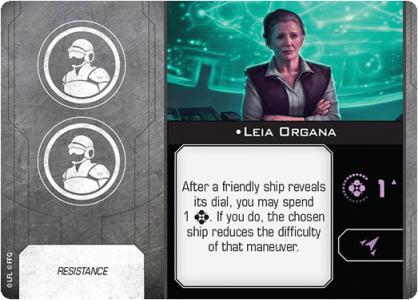 •Leia Organa
After a friendly ship reveals
its dial, you may spend
1 . If you do, the chosen
ship reduces the difficulty
of that maneuver.
1
RESISTANCE
© LFL © FFG